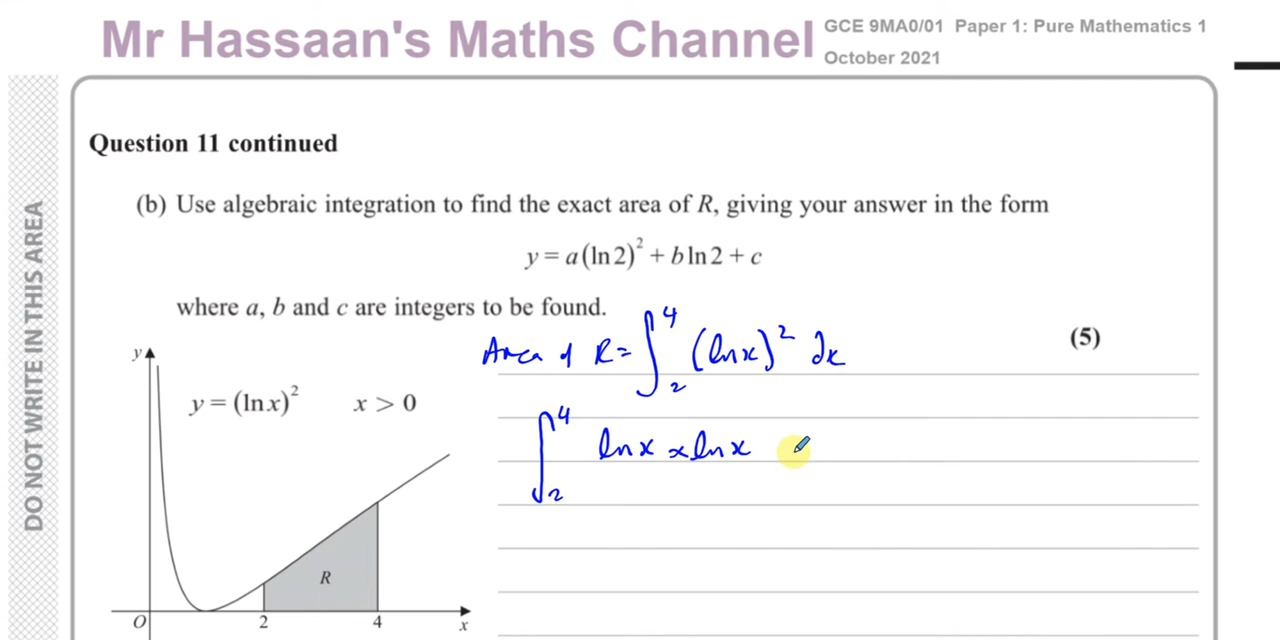 Mr Hassaan's Maths Channel
GCE 9MA0/01 Paper 1: Pure Mathematics 1
October 2021
DO NOT WRITE IN THIS AREA
Question 11 continued
(b) Use algebraic integration to find the exact area of R, giving your answer in the form
y = a(ln2)² + bln2 + c
where a, b and c are integers to be found.
(5)
Area of R = ∫₂⁴ (lnx)² dx
∫₂⁴ lnx × lnx
y
y = (lnx)² x > 0
R
O 2 4 x